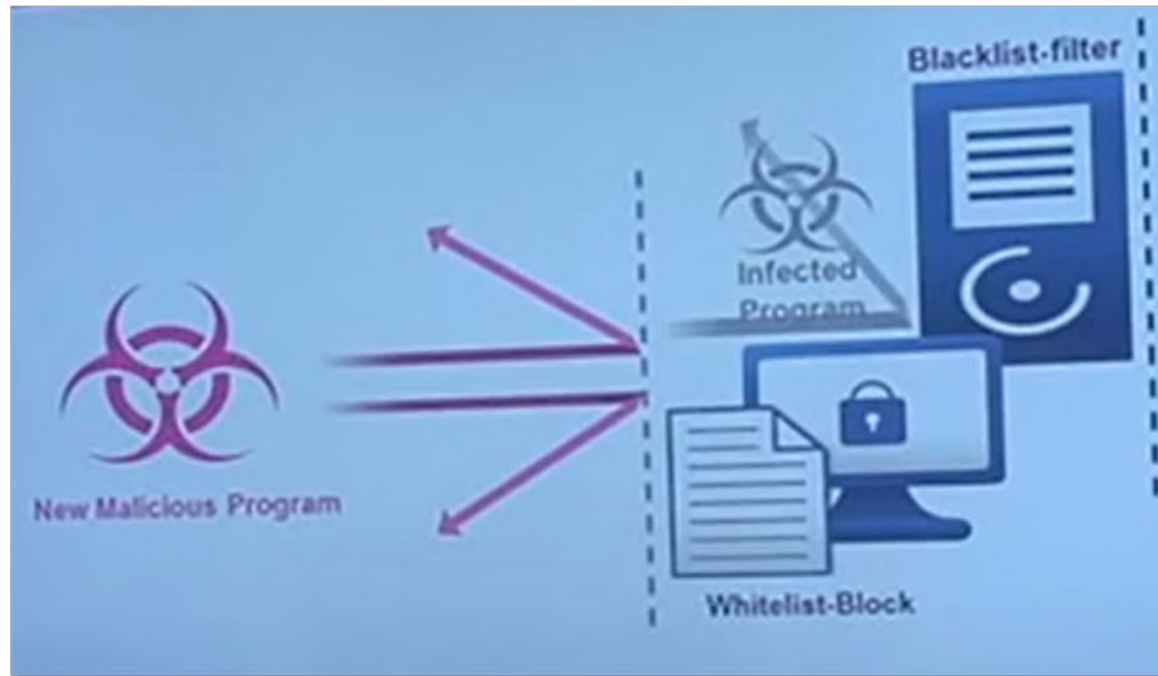 Blacklist-filter
Infected
Program
New Malicious Program
Whitelist-Block